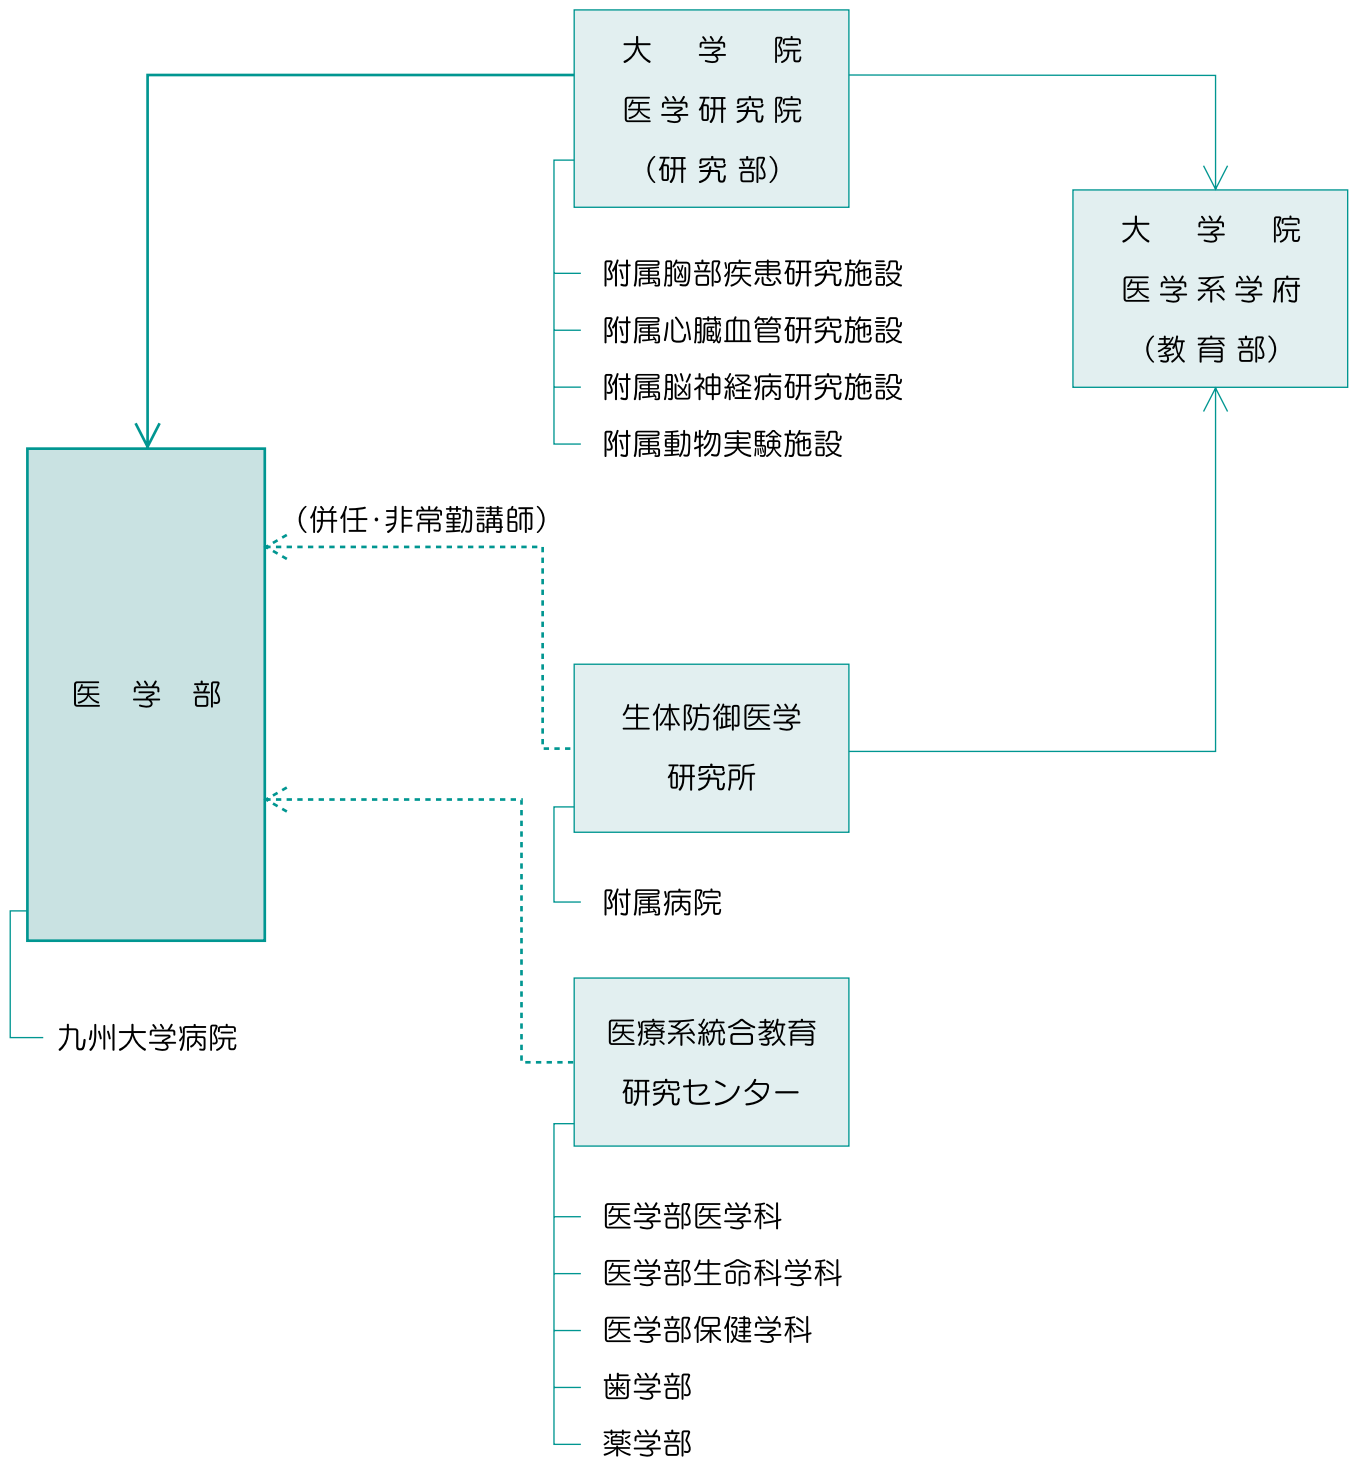 大学院
医学研究院
（研究部）
附属胸部疾患研究施設
附属心臓血管研究施設
附属脳神経病研究施設
附属動物実験施設
大学院
医学系学府
（教育部）
（併任・非常勤講師）
医学部
九州大学病院
生体防御医学
研究所
附属病院
医療系統合教育
研究センター
医学部医学科
医学部生命科学科
医学部保健学科
歯学部
薬学部